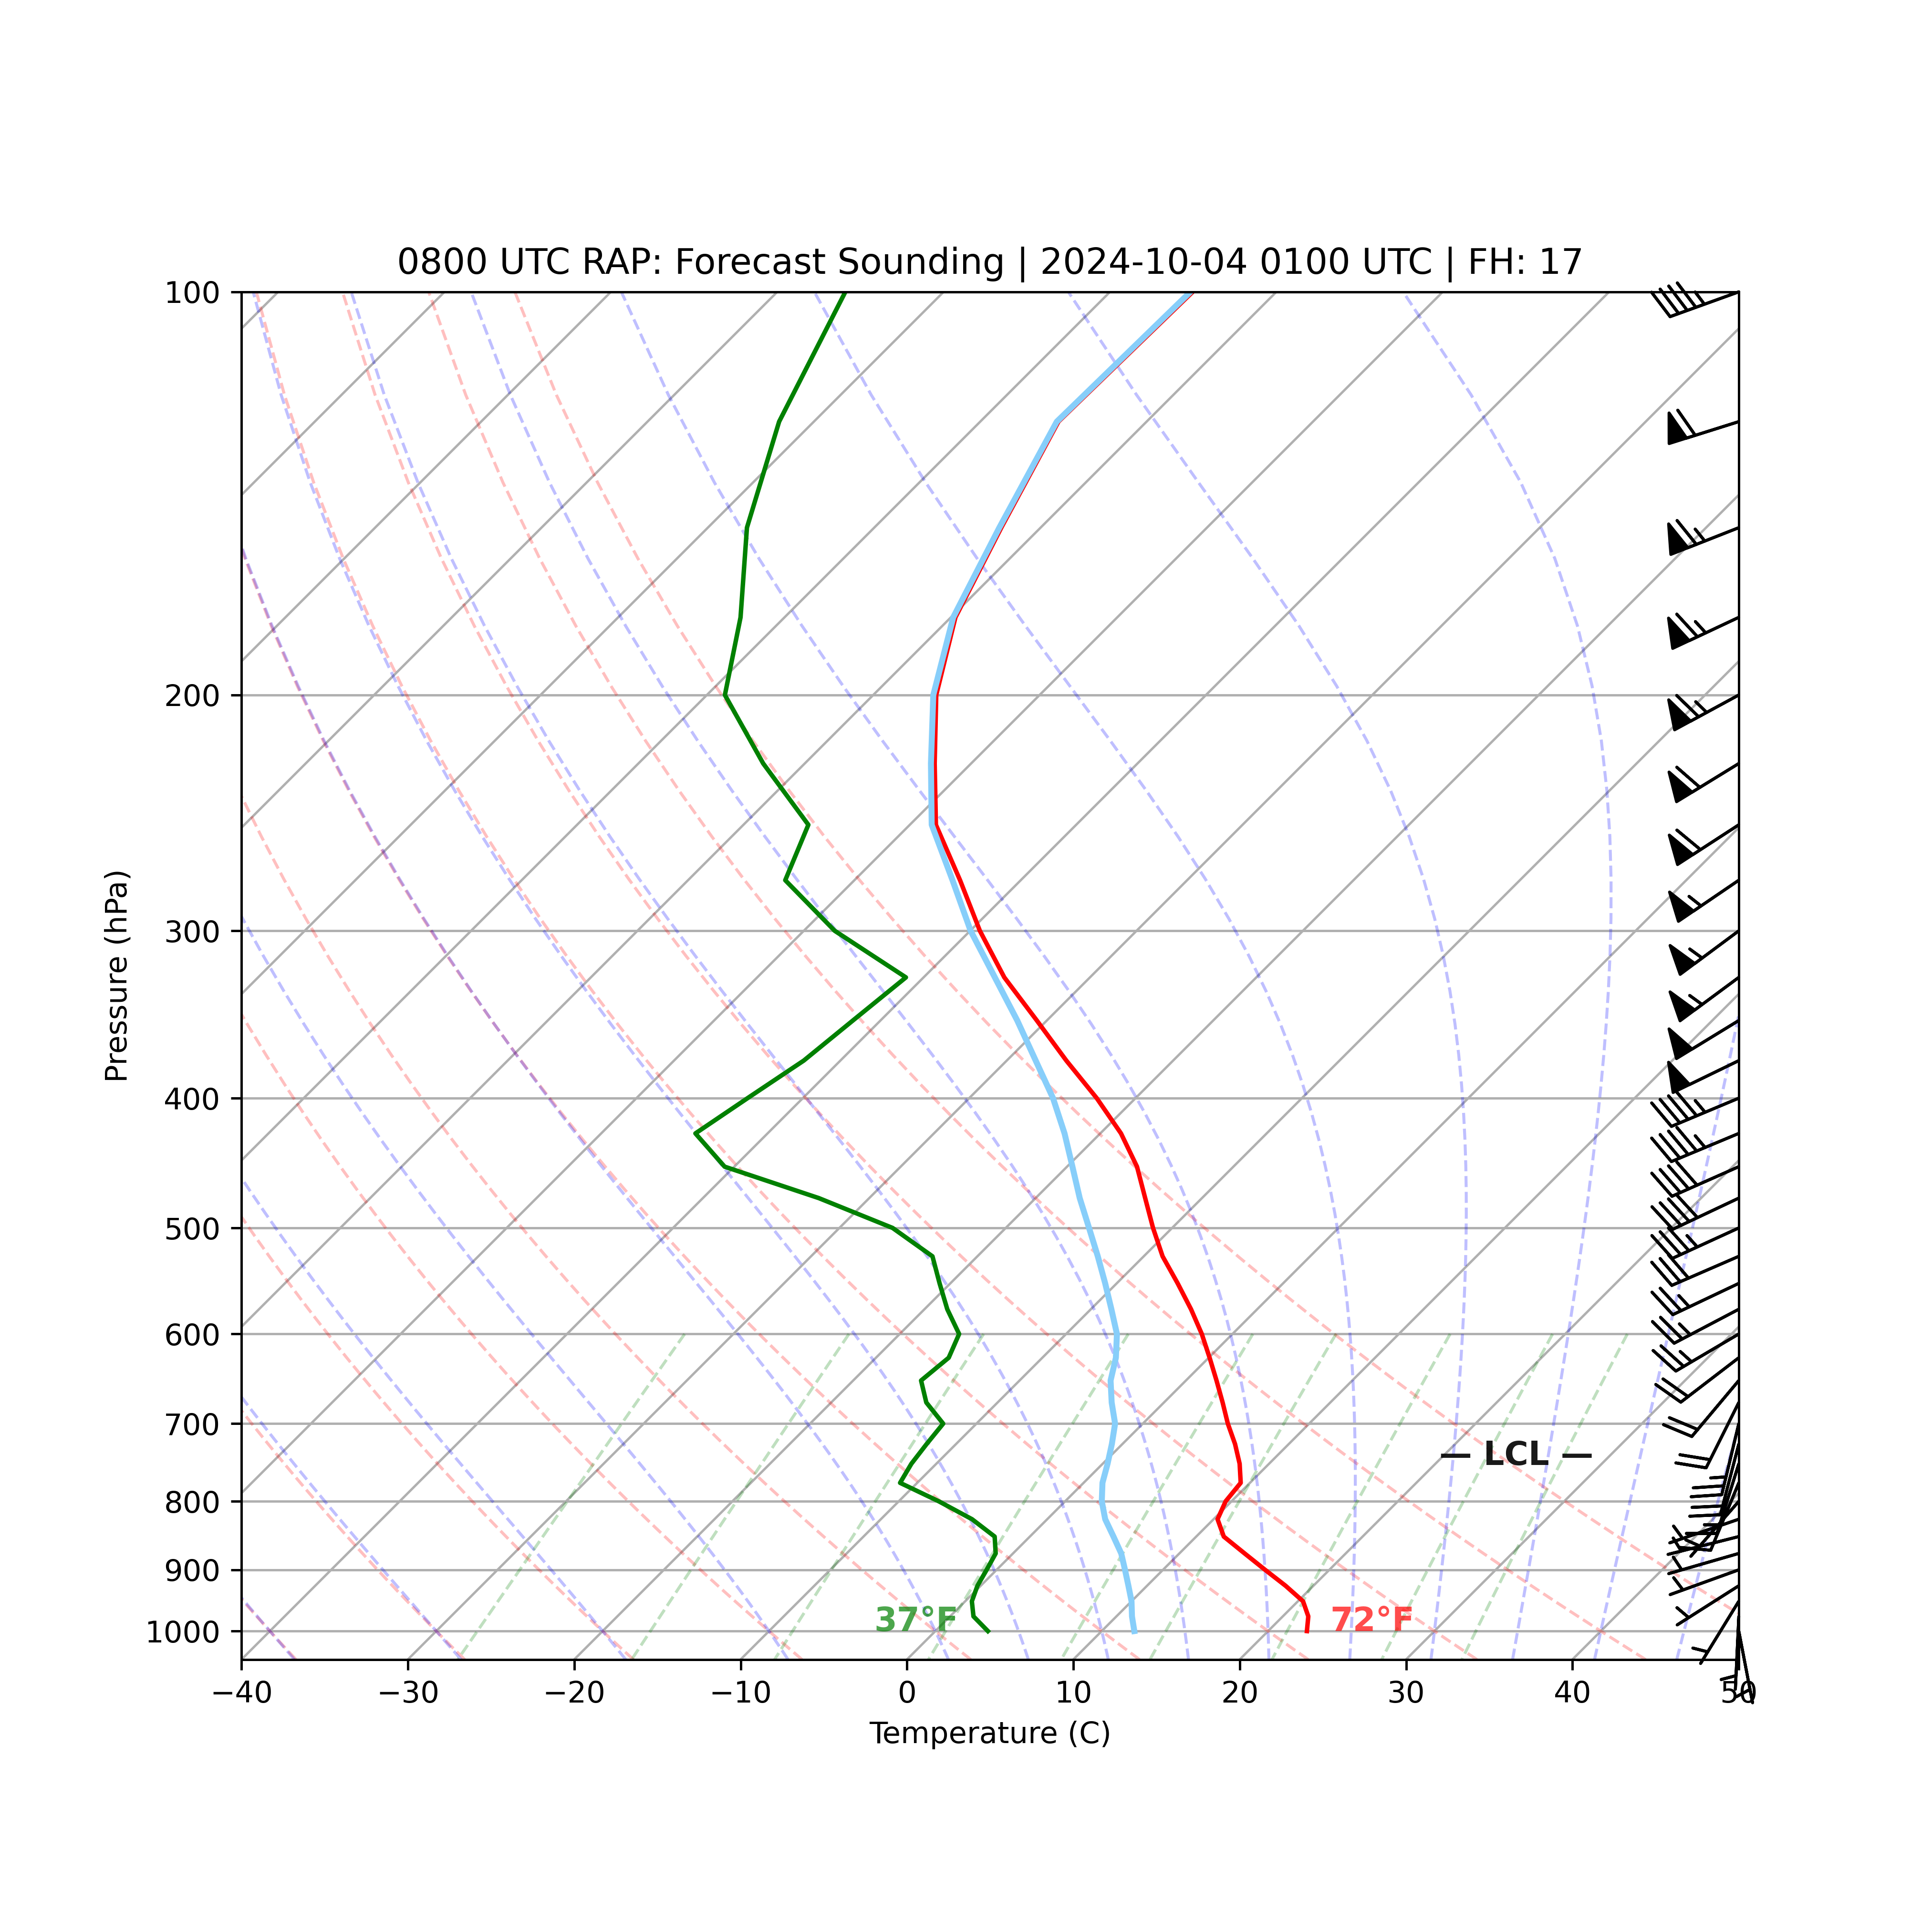 0800 UTC RAP: Forecast Sounding | 2024-10-04 0100 UTC | FH: 17
100
200
300
400
500
600
700
800
900
1000
Pressure (hPa)
— LCL —
37°F
72°F
−40 −30 −20 −10 0 10 20 30 40 50
Temperature (C)